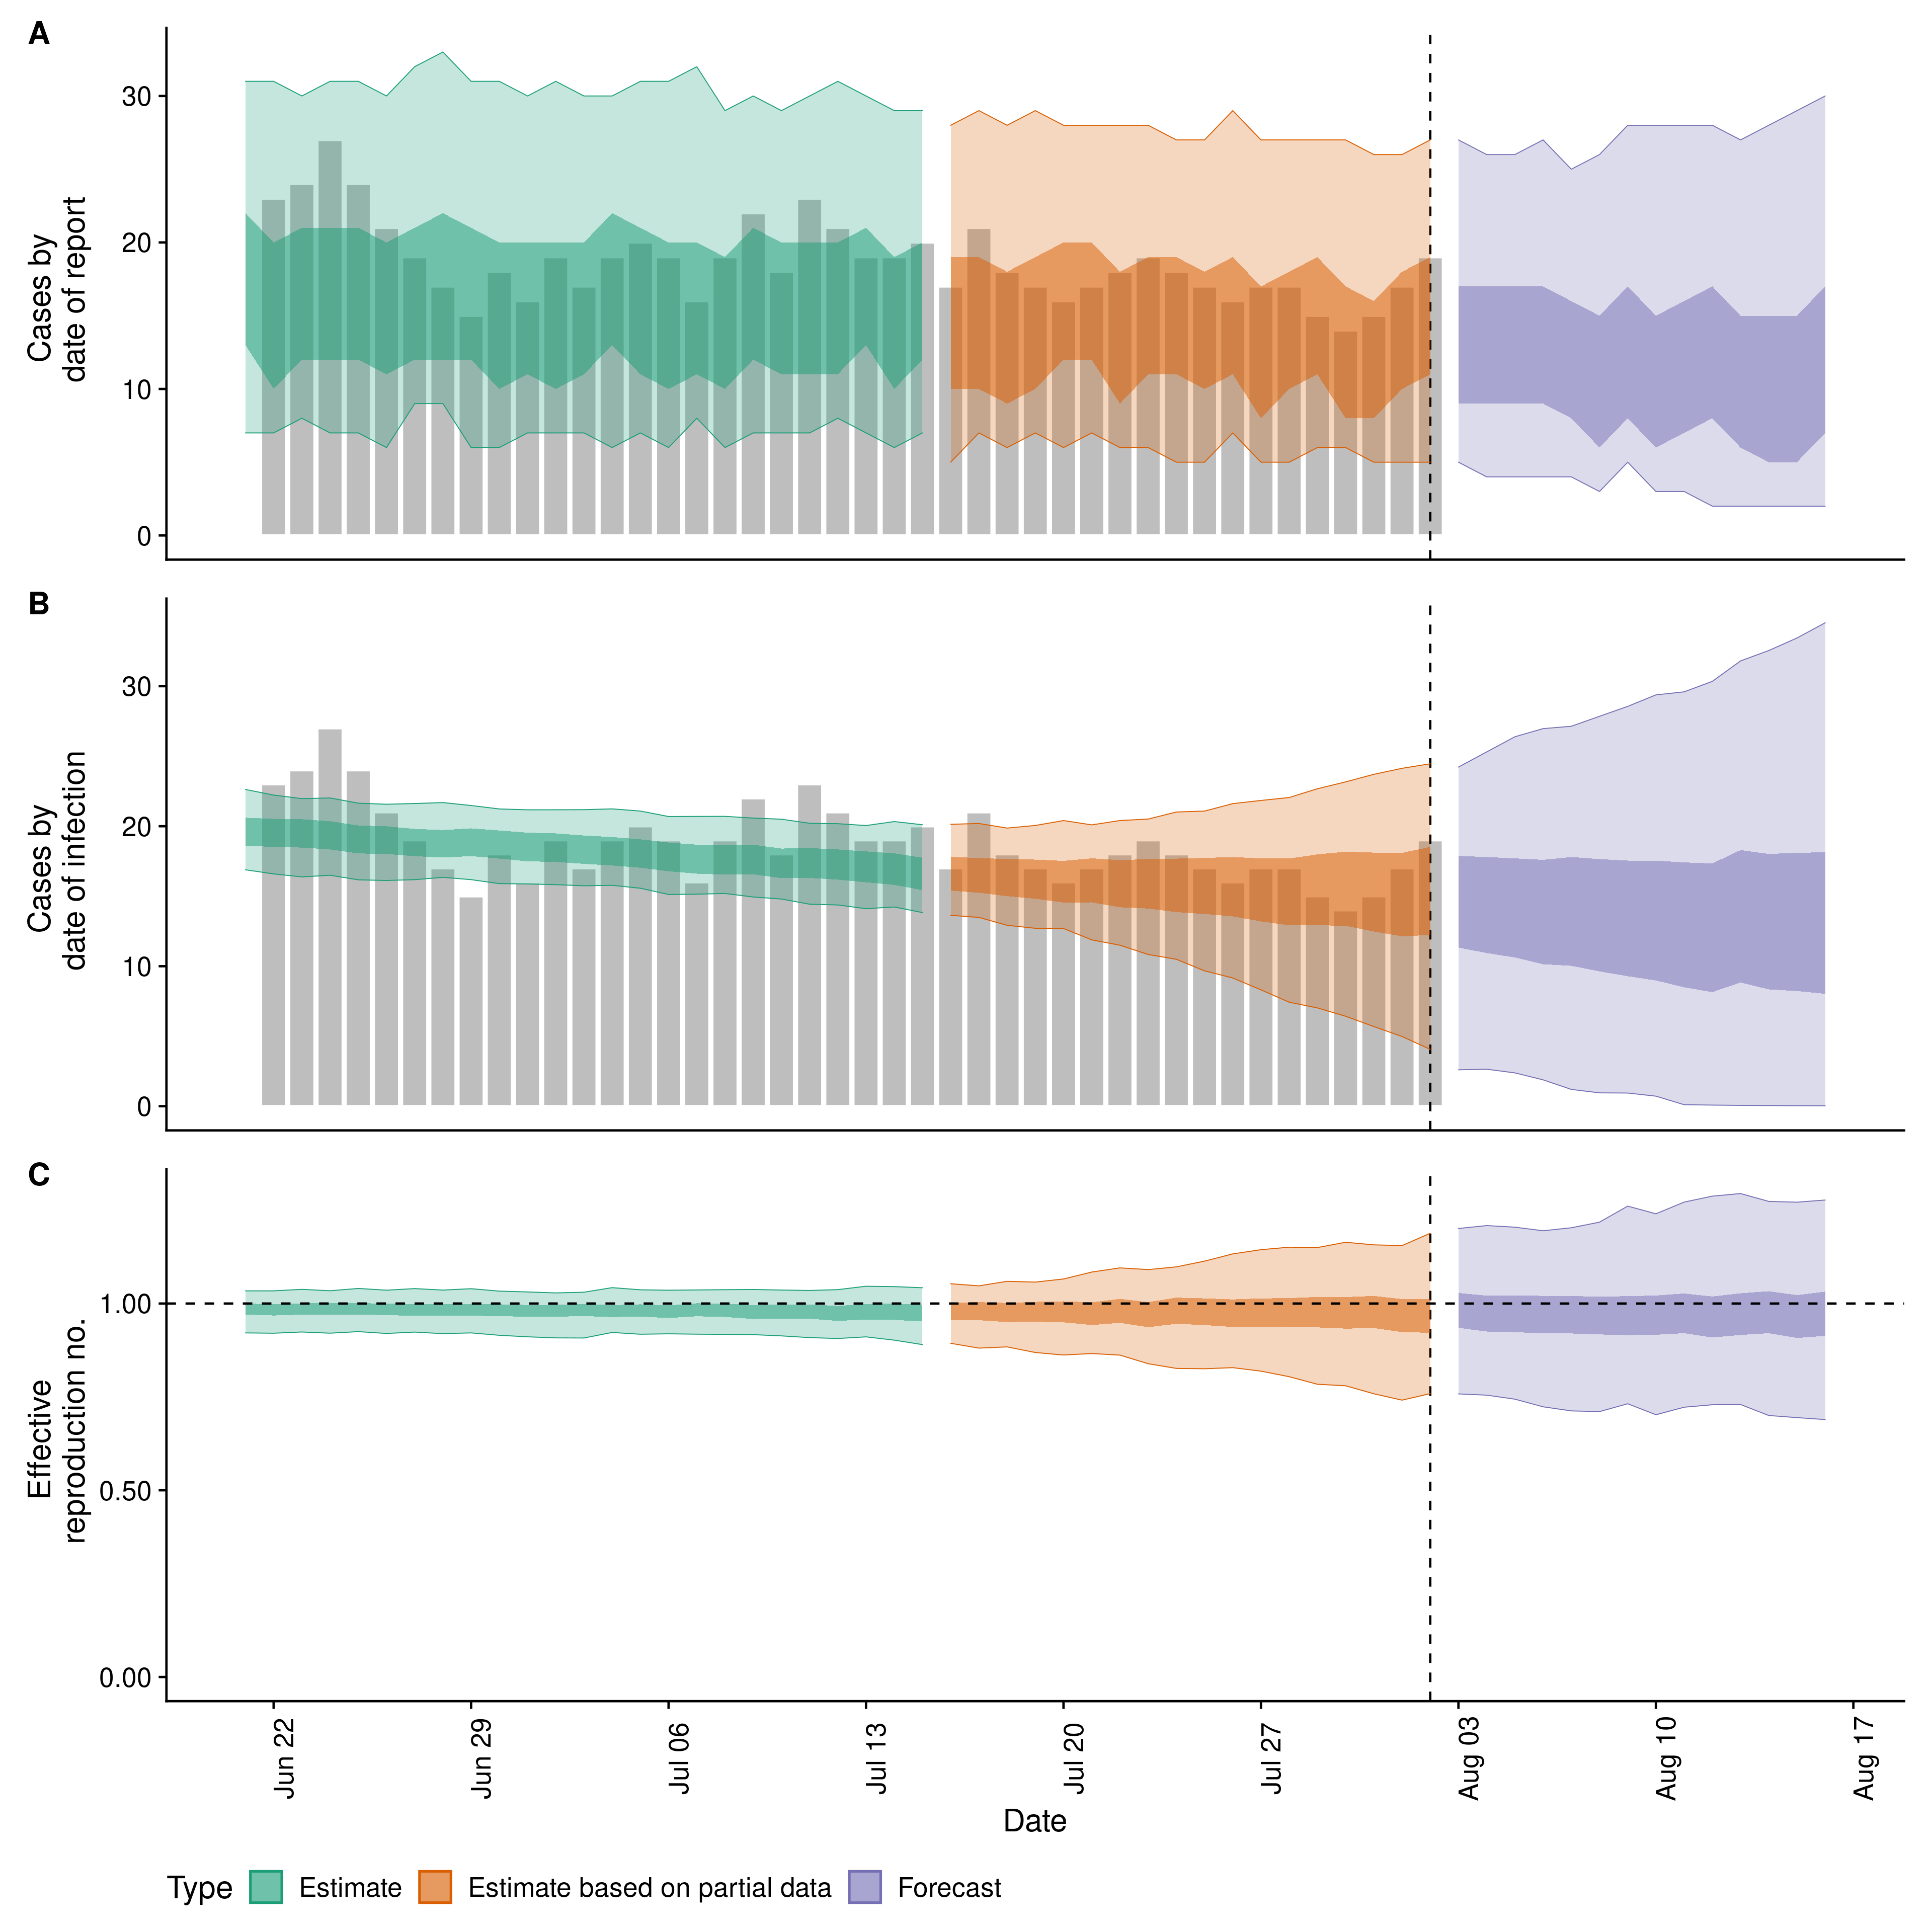 A
Cases by
date of report
30
20
10
0
B
Cases by
date of infection
30
20
10
0
C
Effective
reproduction no.
1.00
0.50
0.00
Jun 22
Jun 29
Jul 06
Jul 13
Jul 20
Jul 27
Aug 03
Aug 10
Aug 17
Date
Type Estimate Estimate based on partial data Forecast